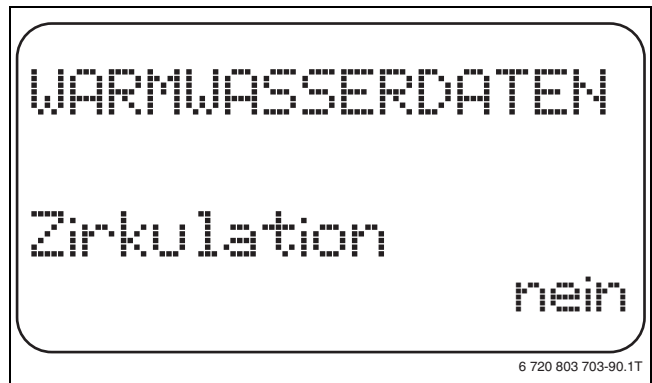 WARMWASSERDATEN
Zirkulation
nein
6 720 803 703-90.1T